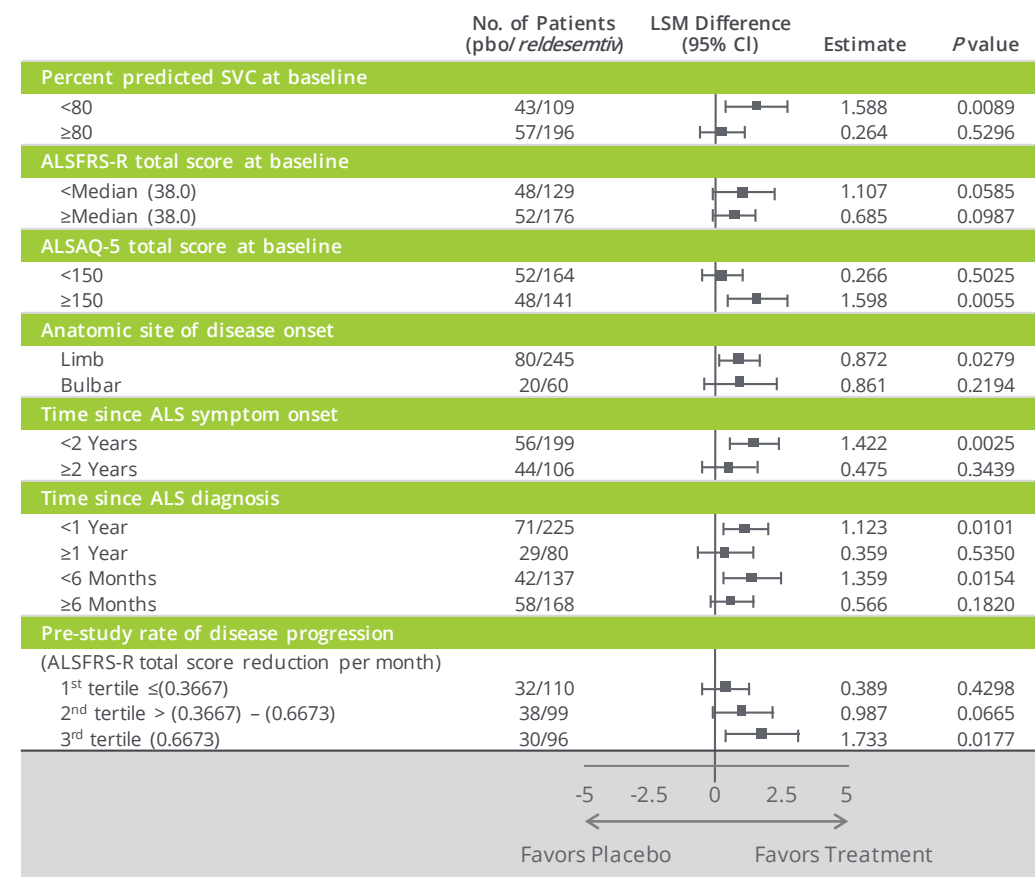 No. of Patients LSM Difference
(pbo/reldesemtiv) (95% CI) Estimate P value
Percent predicted SVC at baseline
<80 43/109 1.588 0.0089
≥80 57/196 0.264 0.5296
ALSFRS-R total score at baseline
<Median (38.0) 48/129 1.107 0.0585
≥Median (38.0) 52/176 0.685 0.0987
ALSAQ-5 total score at baseline
<150 52/164 0.266 0.5025
≥150 48/141 1.598 0.0055
Anatomic site of disease onset
Limb 80/245 0.872 0.0279
Bulbar 20/60 0.861 0.2194
Time since ALS symptom onset
<2 Years 56/199 1.422 0.0025
≥2 Years 44/106 0.475 0.3439
Time since ALS diagnosis
<1 Year 71/225 1.123 0.0101
≥1 Year 29/80 0.359 0.5350
<6 Months 42/137 1.359 0.0154
≥6 Months 58/168 0.566 0.1820
Pre-study rate of disease progression
(ALSFRS-R total score reduction per month)
1st tertile ≤(0.3667) 32/110 0.389 0.4298
2nd tertile > (0.3667) – (0.6673) 38/99 0.987 0.0665
3rd tertile (0.6673) 30/96 1.733 0.0177
-5 -2.5 0 2.5 5
Favors Placebo Favors Treatment